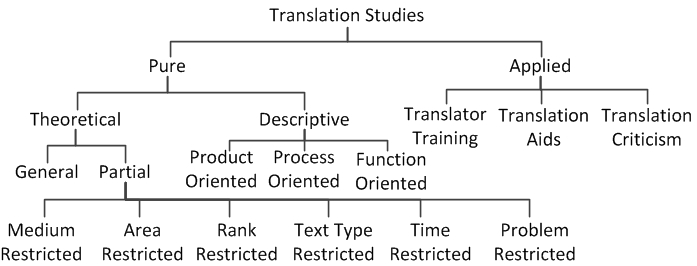 Translation Studies
Pure
Applied
Theoretical
Descriptive
Translator
Training
Translation
Aids
Translation
Criticism
General
Partial
Product
Oriented
Process
Oriented
Function
Oriented
Medium
Restricted
Area
Restricted
Rank
Restricted
Text Type
Restricted
Time
Restricted
Problem
Restricted